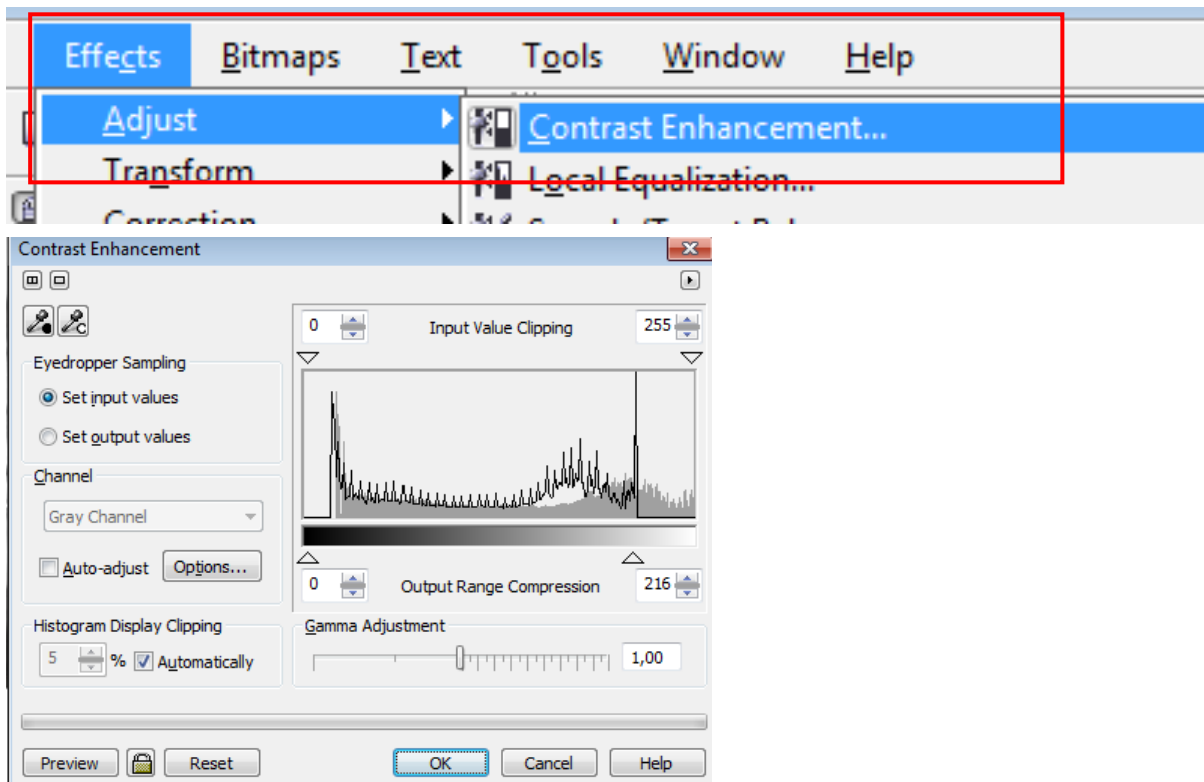 Effects Bitmaps Text Tools Window Help
Adjust Contrast Enhancement...
Transform Local Equalization...
Correction
Contrast Enhancement
0 Input Value Clipping 255
Eyedropper Sampling
Set input values
Set output values
Channel
Gray Channel
Auto-adjust Options...
0 Output Range Compression 216
Histogram Display Clipping
5 % Automatically
Gamma Adjustment
1,00
Preview Reset OK Cancel Help